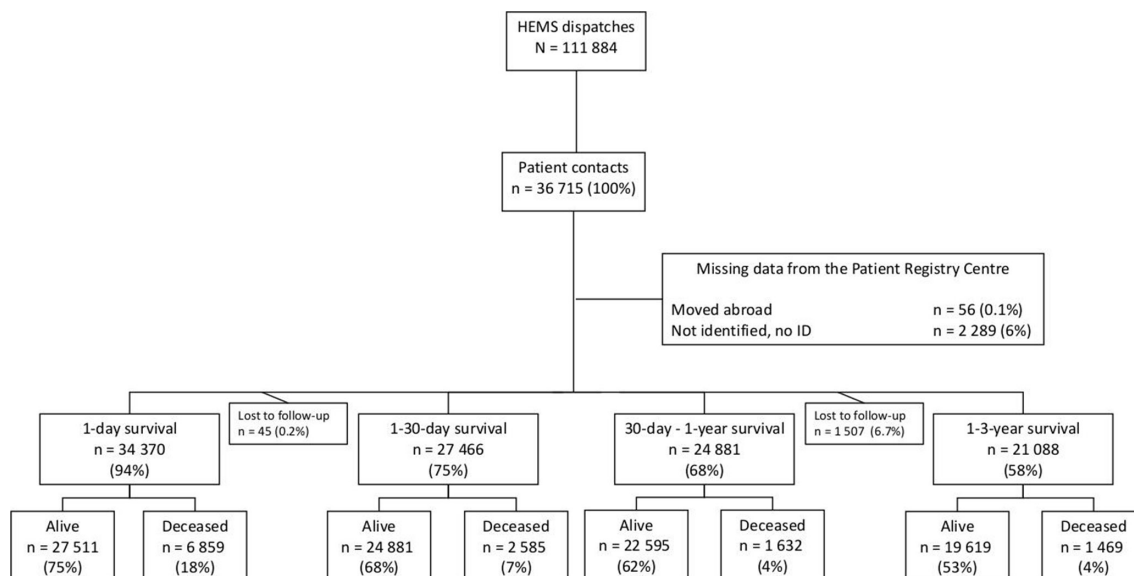 HEMS dispatches
N = 111 884
Patient contacts
n = 36 715 (100%)
Missing data from the Patient Registry Centre
Moved abroad n = 56 (0.1%)
Not identified, no ID n = 2 289 (6%)
1-day survival
n = 34 370
(94%)
Lost to follow-up
n = 45 (0.2%)
1-30-day survival
n = 27 466
(75%)
30-day - 1-year survival
n = 24 881
(68%)
Lost to follow-up
n = 1 507 (6.7%)
1-3-year survival
n = 21 088
(58%)
Alive
n = 27 511
(75%)
Deceased
n = 6 859
(18%)
Alive
n = 24 881
(68%)
Deceased
n = 2 585
(7%)
Alive
n = 22 595
(62%)
Deceased
n = 1 632
(4%)
Alive
n = 19 619
(53%)
Deceased
n = 1 469
(4%)